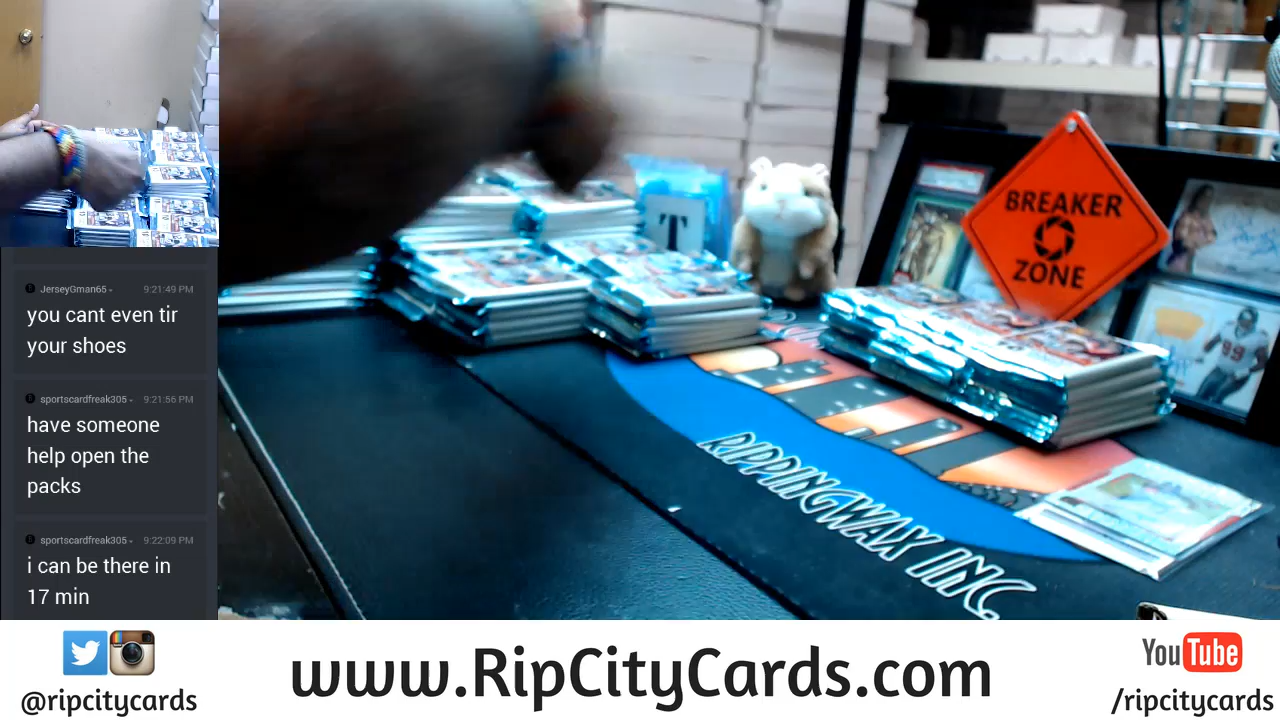 JerseyGman65
9:21:49 PM
you cant even tir
your shoes
sportscardfreak305
9:21:56 PM
have someone
help open the
packs
sportscardfreak305
9:22:09 PM
i can be there in
17 min
T
BREAKER
ZONE
RIPPINGWAX INC.
@ripcitycards
www.RipCityCards.com
YouTube
/ripcitycards